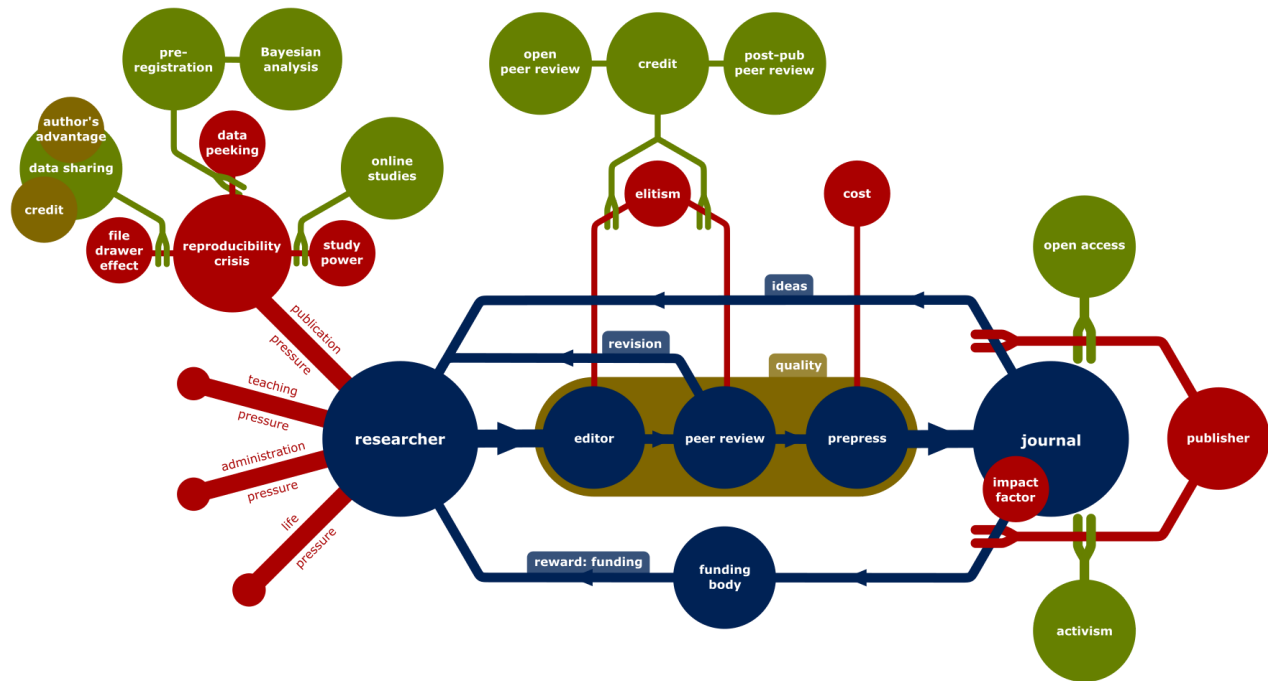 pre-
registration
Bayesian
analysis
open
peer review
credit
post-pub
peer review
author's
advantage
data
peeking
data sharing
online
studies
credit
elitism
cost
file
drawer
effect
reproducibility
crisis
study
power
open access
ideas
publication
pressure
revision
quality
teaching
pressure
researcher
editor
peer review
prepress
journal
publisher
administration
pressure
impact
factor
life
pressure
reward: funding
funding
body
activism